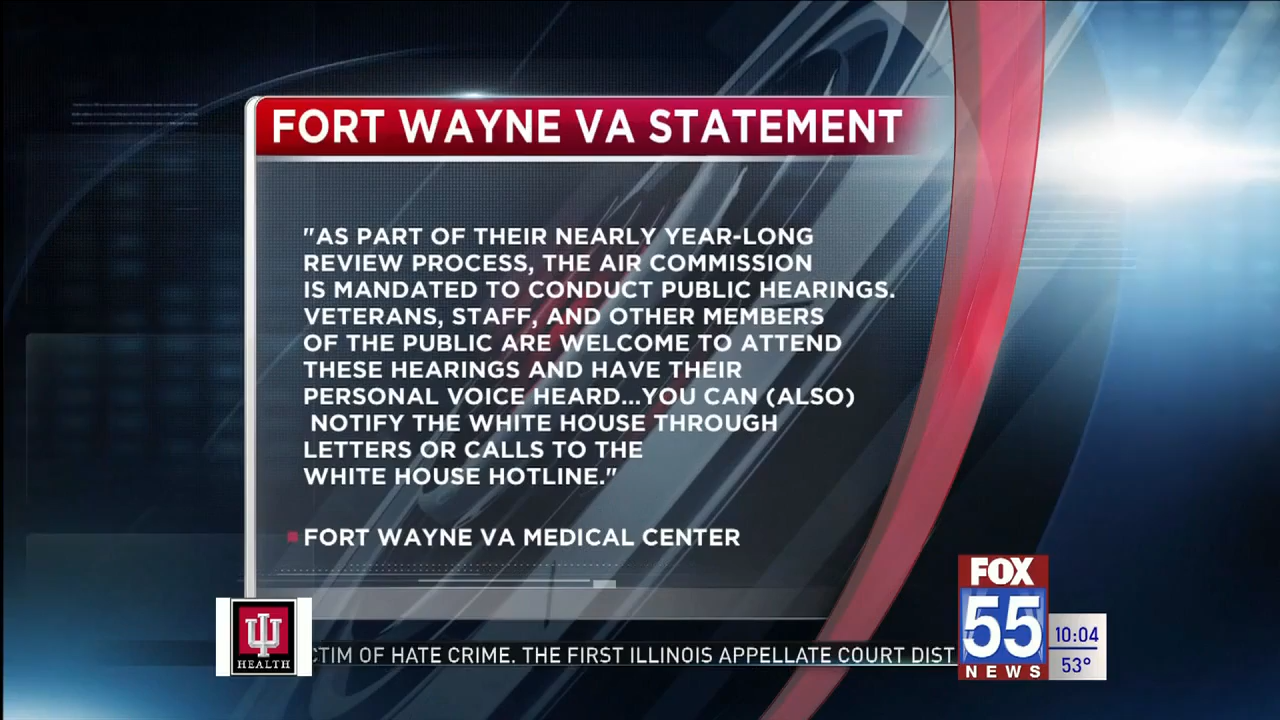 FORT WAYNE VA STATEMENT
"AS PART OF THEIR NEARLY YEAR-LONG
REVIEW PROCESS, THE AIR COMMISSION
IS MANDATED TO CONDUCT PUBLIC HEARINGS.
VETERANS, STAFF, AND OTHER MEMBERS
OF THE PUBLIC ARE WELCOME TO ATTEND
THESE HEARINGS AND HAVE THEIR
PERSONAL VOICE HEARD...YOU CAN (ALSO)
NOTIFY THE WHITE HOUSE THROUGH
LETTERS OR CALLS TO THE
WHITE HOUSE HOTLINE."
FORT WAYNE VA MEDICAL CENTER
FOX
55
NEWS
10:04
53°
HEALTH
CTIM OF HATE CRIME. THE FIRST ILLINOIS APPELLATE COURT DIST